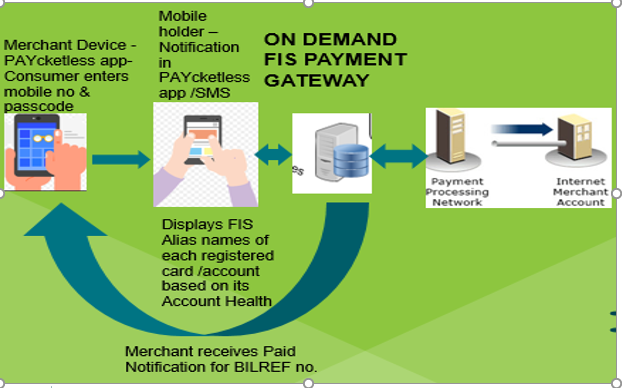 Merchant Device -
PAYcketless app-
Consumer enters
mobile no &
passcode
Mobile
holder –
Notification
in
PAYcketless
app /SMS
ON DEMAND
FIS PAYMENT
GATEWAY
es
Payment
Processing
Network
Internet
Merchant
Account
Displays FIS
Alias names of
each registered
card /account
based on its
Account Health
Merchant receives Paid
Notification for BILREF no.